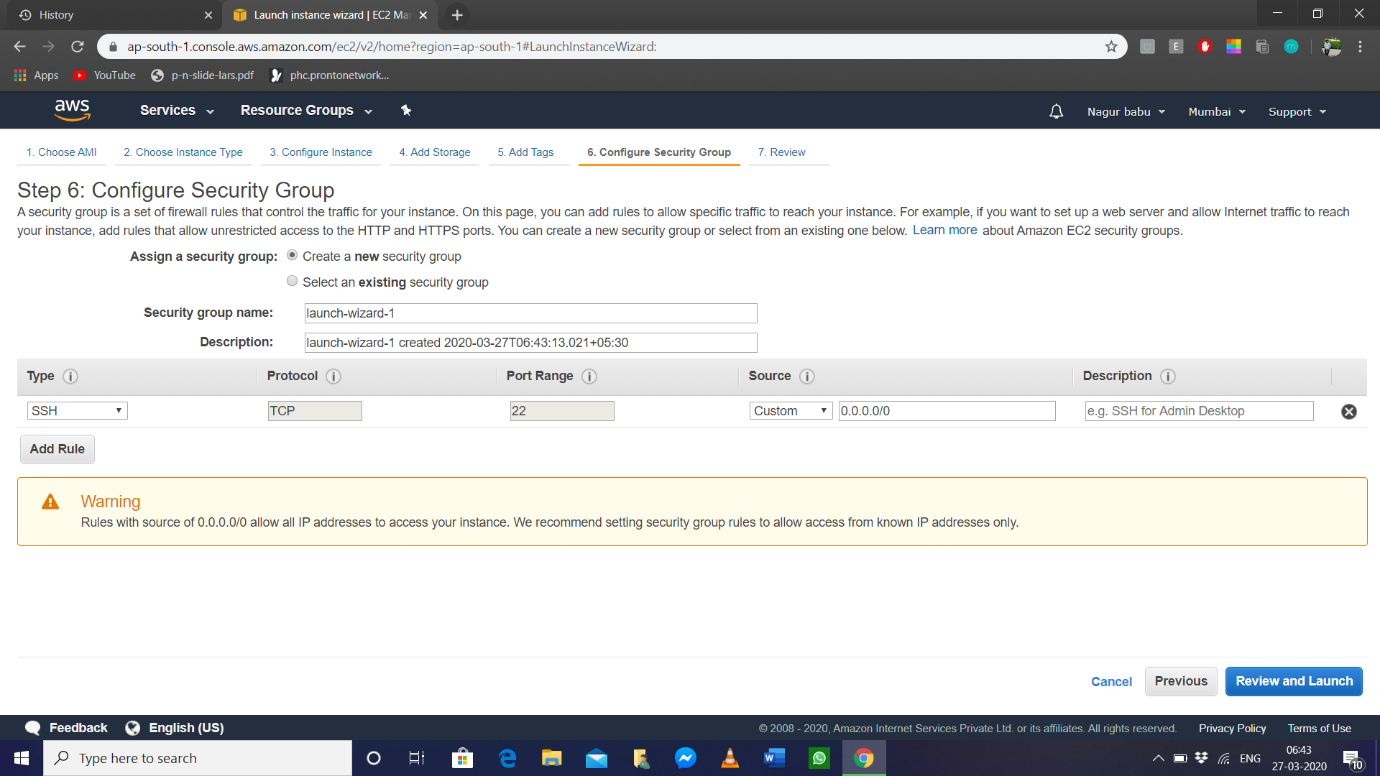 History
Launch instance wizard | EC2 Mar
ap-south-1.console.aws.amazon.com/ec2/v2/home?region=ap-south-1#LaunchInstanceWizard:
E
m
Apps
YouTube
p-n-slide-lars.pdf
phc.prontonetwork...
aws
Services
Resource Groups
Nagur babu
Mumbai
Support
1. Choose AMI
2. Choose Instance Type
3. Configure Instance
4. Add Storage
5. Add Tags
6. Configure Security Group
7. Review
Step 6: Configure Security Group
A security group is a set of firewall rules that control the traffic for your instance. On this page, you can add rules to allow specific traffic to reach your instance. For example, if you want to set up a web server and allow Internet traffic to reach
your instance, add rules that allow unrestricted access to the HTTP and HTTPS ports. You can create a new security group or select from an existing one below. Learn more about Amazon EC2 security groups.
Assign a security group:
Create a new security group
Select an existing security group
Security group name:
launch-wizard-1
Description:
launch-wizard-1 created 2020-03-27T06:43:13.021+05:30
Type i
Protocol i
Port Range i
Source i
Description i
SSH
TCP
22
Custom
0.0.0.0/0
e.g. SSH for Admin Desktop
Add Rule
Warning
Rules with source of 0.0.0.0/0 allow all IP addresses to access your instance. We recommend setting security group rules to allow access from known IP addresses only.
Cancel
Previous
Review and Launch
Feedback
English (US)
© 2008 - 2020, Amazon Internet Services Private Ltd. or its affiliates. All rights reserved.
Privacy Policy
Terms of Use
Type here to search
ENG
06:43
27-03-2020
10